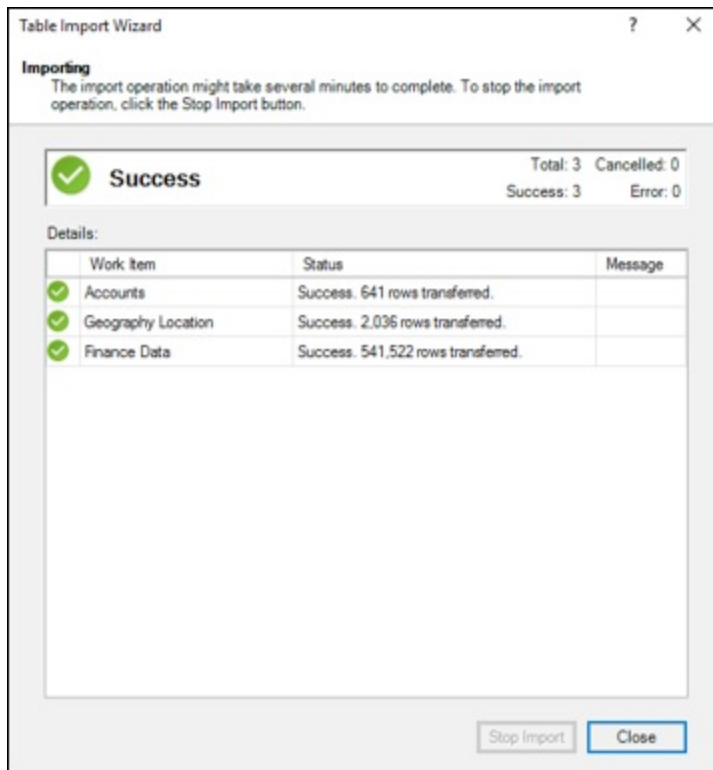 Table Import Wizard ? ×
Importing
The import operation might take several minutes to complete. To stop the import
operation, click the Stop Import button.
Success
Total: 3 Cancelled: 0
Success: 3 Error: 0
Details:
Work Item Status Message
Accounts Success. 641 rows transferred.
Geography Location Success. 2,036 rows transferred.
Finance Data Success. 541,522 rows transferred.
Stop Import Close